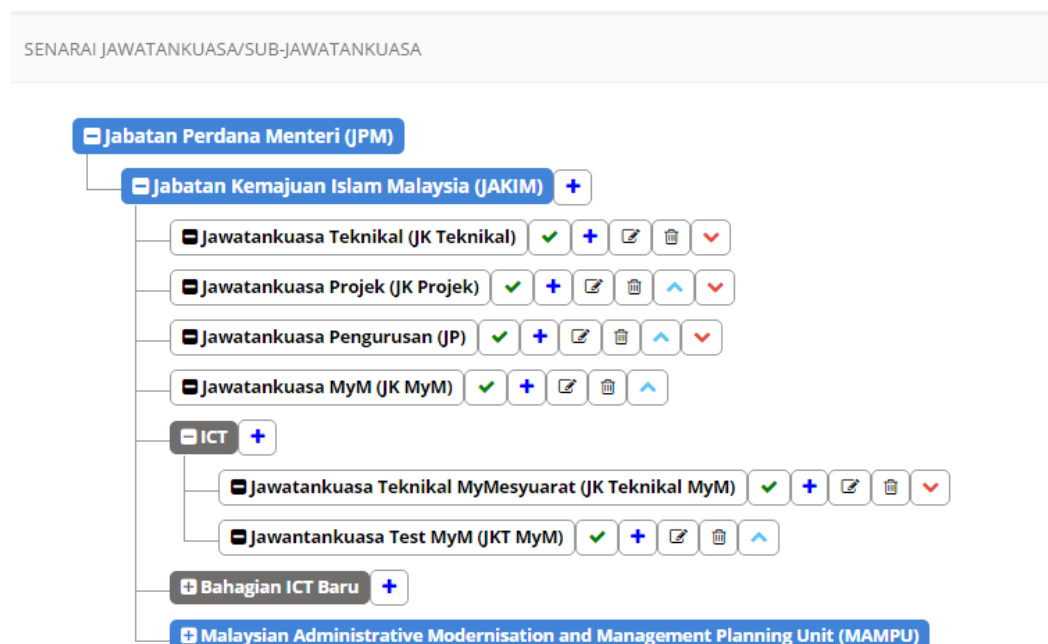 SENARAI JAWATANKUASA/SUB-JAWATANKUASA
Jabatan Perdana Menteri (JPM)
Jabatan Kemajuan Islam Malaysia (JAKIM)
Jawatankuasa Teknikal (JK Teknikal)
Jawatankuasa Projek (JK Projek)
Jawatankuasa Pengurusan (JP)
Jawatankuasa MyM (JK MyM)
ICT
Jawatankuasa Teknikal MyMesyuarat (JK Teknikal MyM)
Jawantankuasa Test MyM (JKT MyM)
Bahagian ICT Baru
Malaysian Administrative Modernisation and Management Planning Unit (MAMPU)